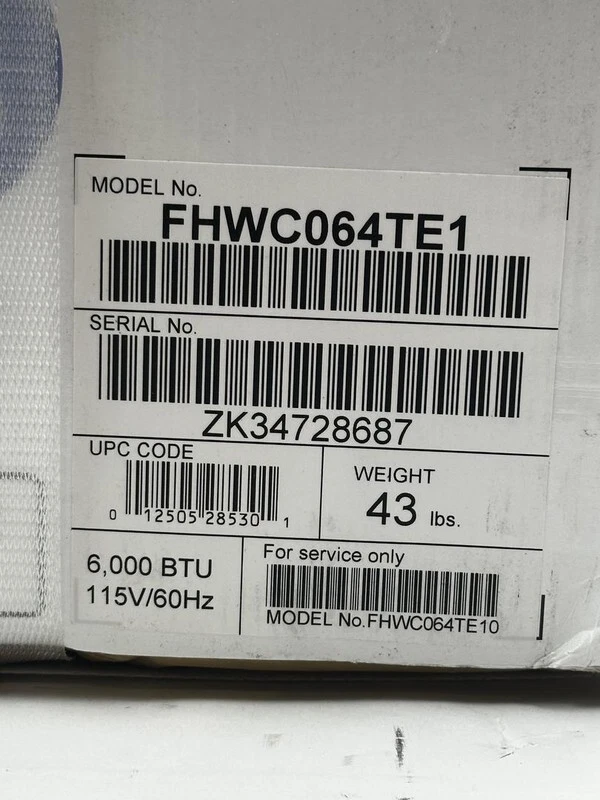 MODEL No.
FHWC064TE1
SERIAL No.
ZK34728687
UPC CODE
0 12505 28530 1
WEIGHT
43 lbs.
6,000 BTU
115V/60Hz
For service only
MODEL No.FHWC064TE10